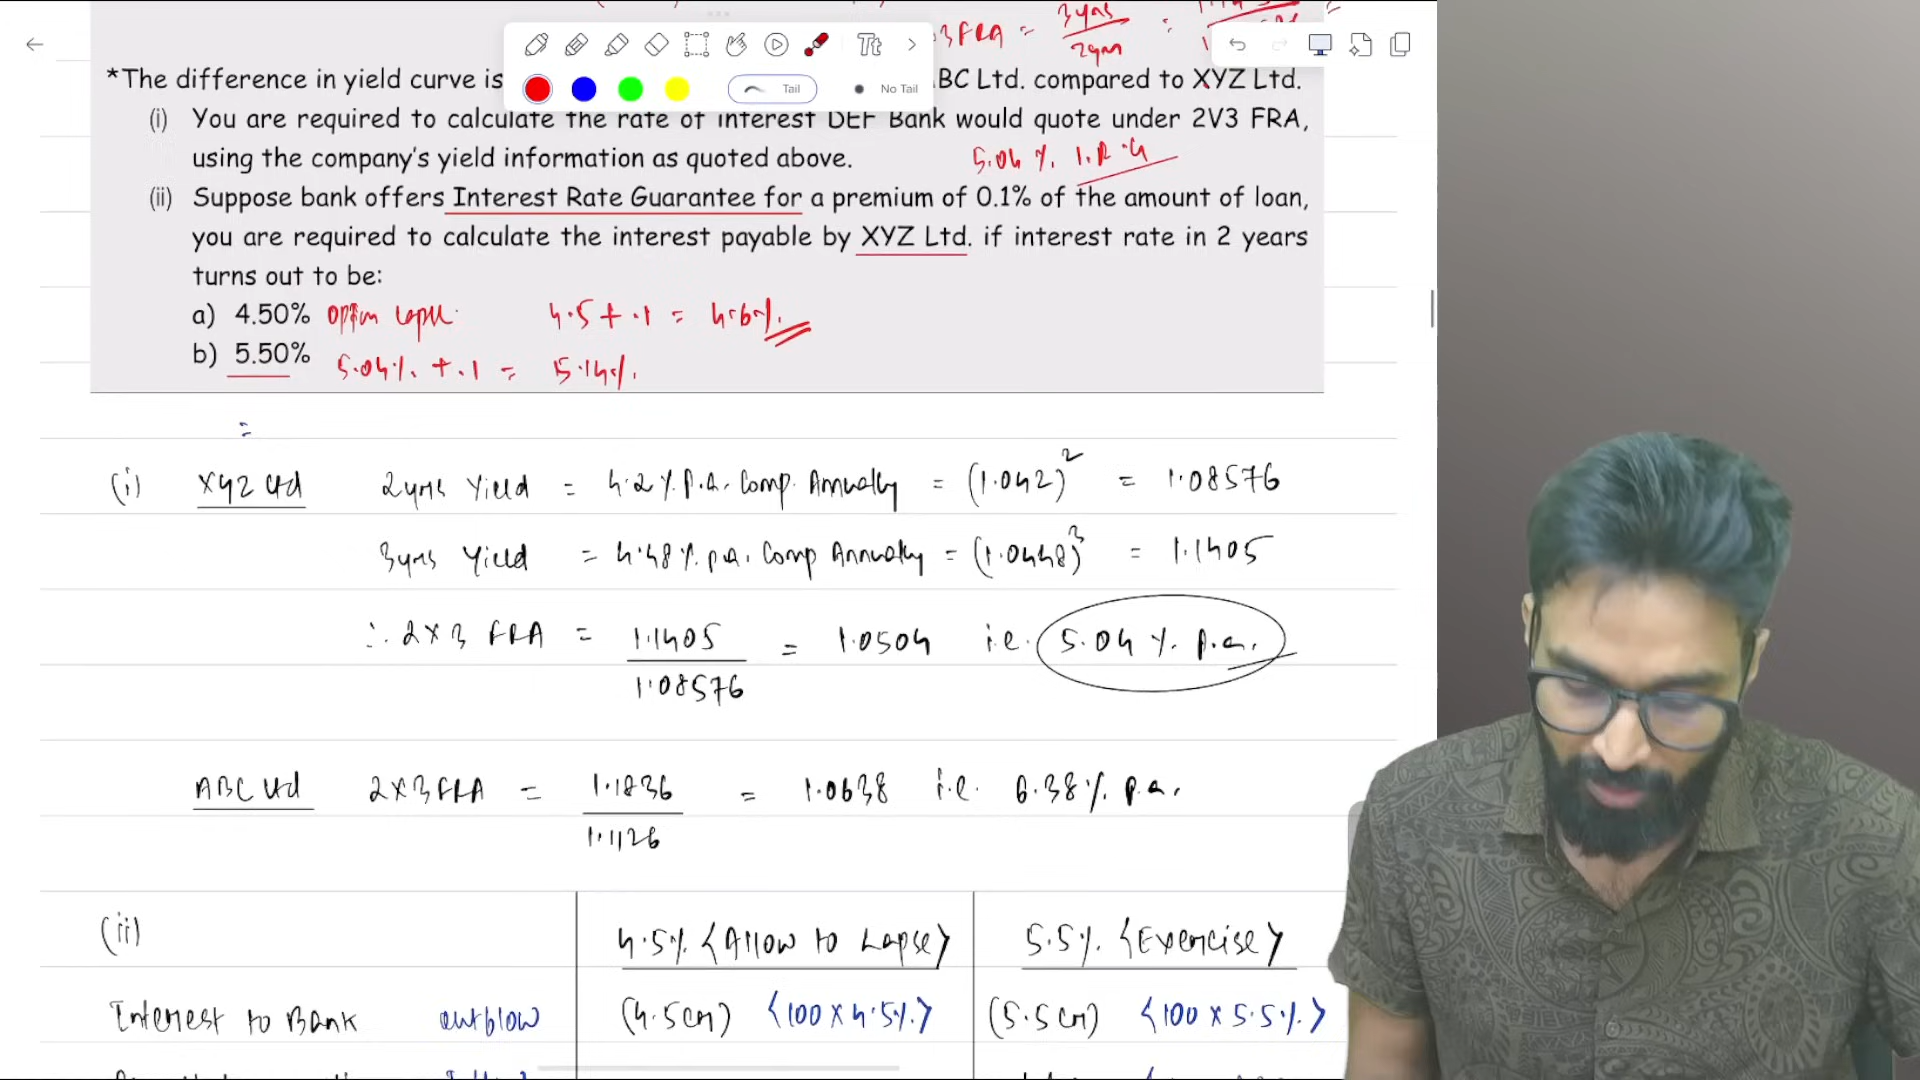 3 FRA = 3yrs / 2yrs =
Tt
Tail
No Tail
*The difference in yield curve is BC Ltd. compared to XYZ Ltd.
(i) You are required to calculate the rate of interest DEF Bank would quote under 2V3 FRA,
using the company's yield information as quoted above. 5.04 % I.R.G
(ii) Suppose bank offers Interest Rate Guarantee for a premium of 0.1% of the amount of loan,
you are required to calculate the interest payable by XYZ Ltd. if interest rate in 2 years
turns out to be:
a) 4.50% Option lapse 4.5 + .1 = 4.6%
b) 5.50% 5.04% + .1 = 5.14%
=
(i) XYZ Ltd 2yrs Yield = 4.2% p.a. Comp. Annually = (1.042)² = 1.08576
3yrs Yield = 4.48% p.a. Comp Annually = (1.0448)³ = 1.1405
∴ 2x3 FRA = 1.1405 = 1.0504 i.e. 5.04 % p.a.
1.08576
ABC Ltd 2x3 FRA = 1.1836 = 1.0638 i.e. 6.38% p.a.
1.1126
(ii) 4.5% {Allow to Lapse} 5.5% {Exercise}
Interest to Bank outflow (4.5cr) {100 x 4.5%} (5.5cr) {100 x 5.5%}